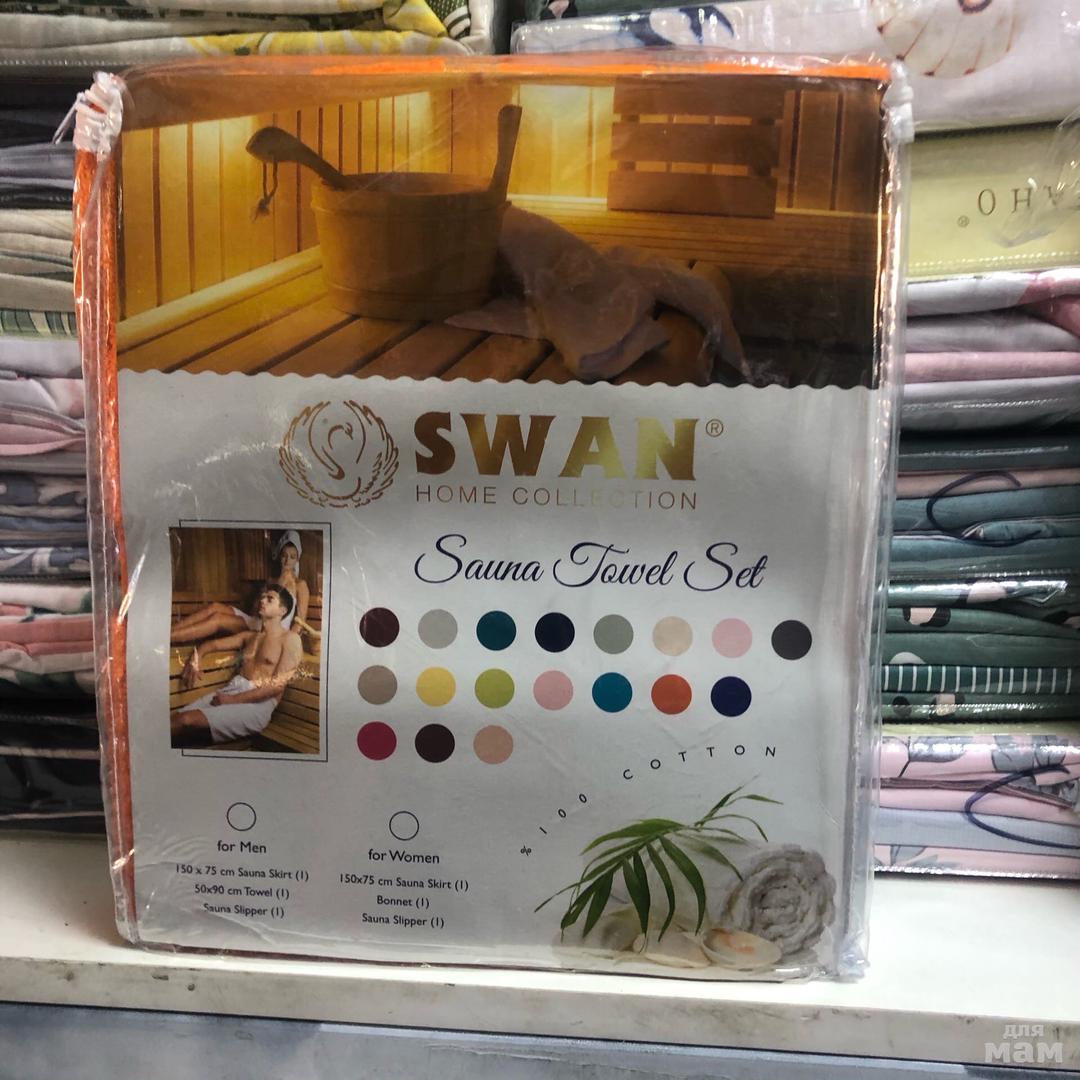 SWAN®
HOME COLLECTION
Sauna Towel Set
%100 COTTON
for Men
150 x 75 cm Sauna Skirt (1)
50x90 cm Towel (1)
Sauna Slipper (1)
for Women
150x75 cm Sauna Skirt (1)
Bonnet (1)
Sauna Slipper (1)
для
мам